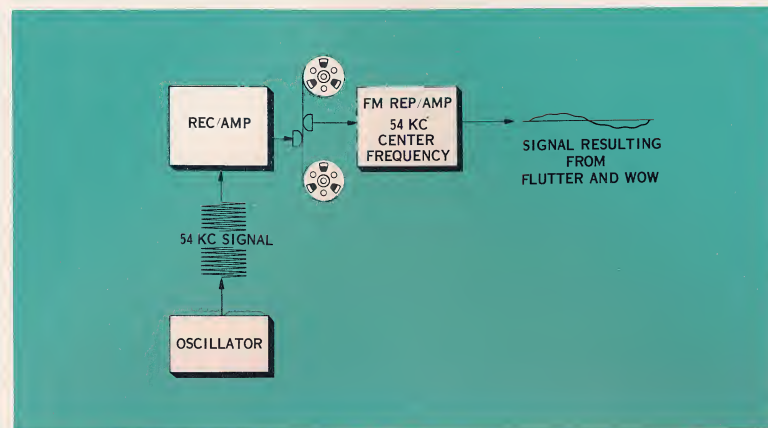 REC/AMP
FM REP/AMP
54 KC
CENTER
FREQUENCY
SIGNAL RESULTING
FROM
FLUTTER AND WOW
54 KC SIGNAL
OSCILLATOR